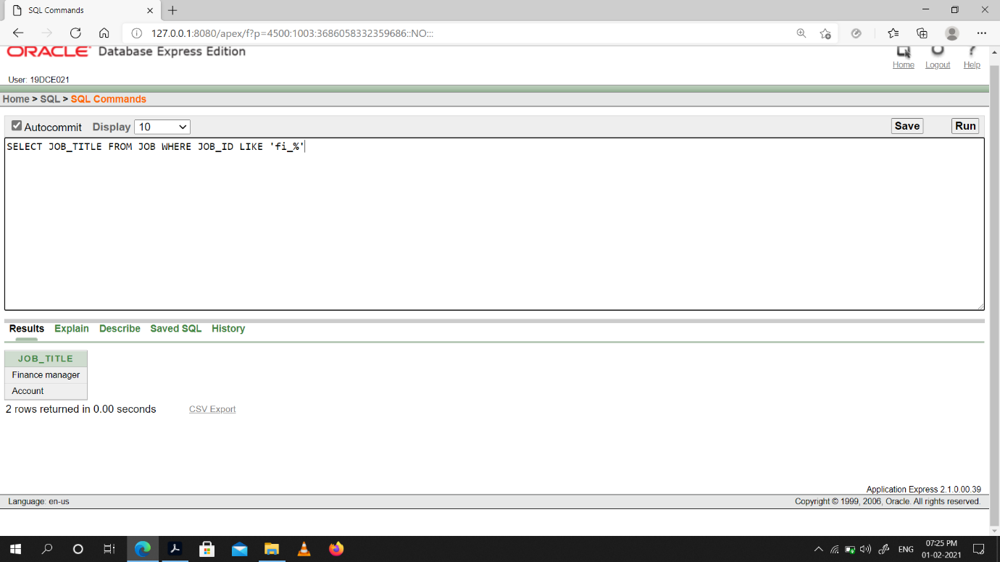 SQL Commands
127.0.0.1:8080/apex/f?p=4500:1003:3686058332359686::NO:::
ORACLE Database Express Edition
Home Logout Help
User: 19DCE021
Home > SQL > SQL Commands
Autocommit Display 10 Save Run
SELECT JOB_TITLE FROM JOB WHERE JOB_ID LIKE 'fi_%'
Results Explain Describe Saved SQL History
JOB_TITLE
Finance manager
Account
2 rows returned in 0.00 seconds CSV Export
Application Express 2.1.0.00.39
Language: en-us Copyright © 1999, 2006, Oracle. All rights reserved.
ENG 07:25 PM
01-02-2021